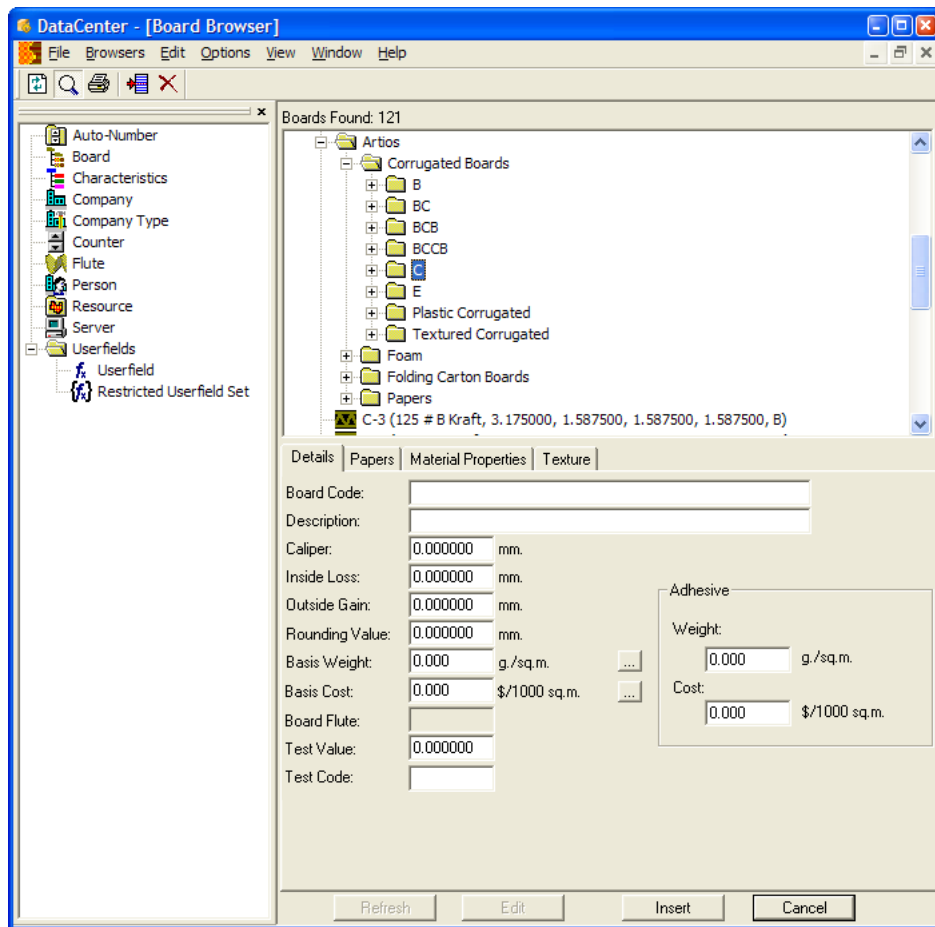 DataCenter - [Board Browser]
File Browsers Edit Options View Window Help
Auto-Number
Board
Characteristics
Company
Company Type
Counter
Flute
Person
Resource
Server
Userfields
Userfield
Restricted Userfield Set
Boards Found: 121
Artios
Corrugated Boards
B
BC
BCB
BCCB
C
E
Plastic Corrugated
Textured Corrugated
Foam
Folding Carton Boards
Papers
C-3 (125 # B Kraft, 3.175000, 1.587500, 1.587500, 1.587500, B)
Details Papers Material Properties Texture
Board Code:
Description:
Caliper: 0.000000 mm.
Inside Loss: 0.000000 mm.
Outside Gain: 0.000000 mm.
Rounding Value: 0.000000 mm.
Basis Weight: 0.000 g./sq.m. ...
Basis Cost: 0.000 $/1000 sq.m. ...
Board Flute:
Test Value: 0.000000
Test Code:
Adhesive
Weight:
0.000 g./sq.m.
Cost:
0.000 $/1000 sq.m.
Refresh Edit Insert Cancel